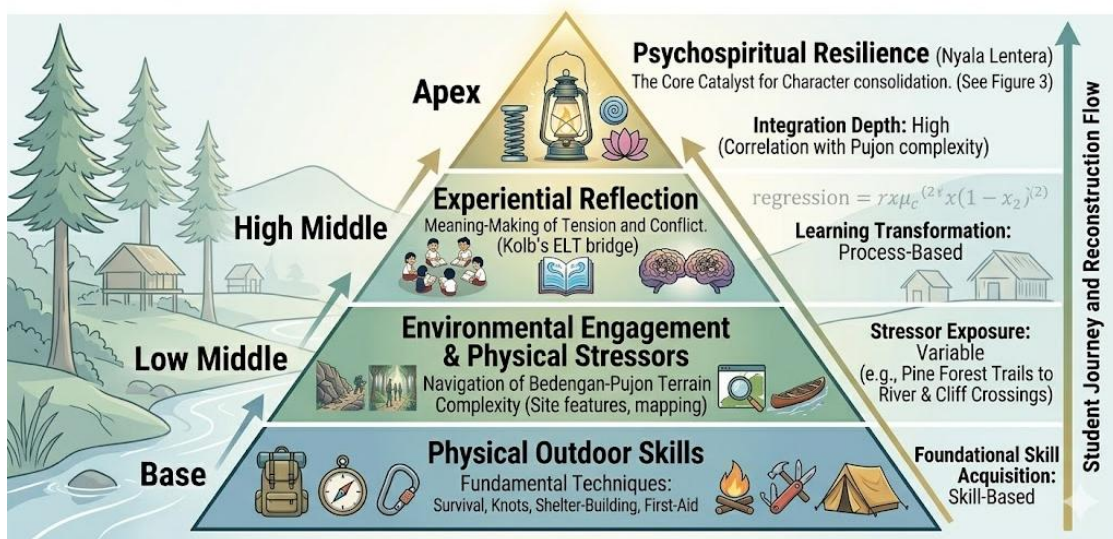 Apex
Psychospiritual Resilience (Nyala Lentera)
The Core Catalyst for Character consolidation. (See Figure 3)
Integration Depth: High
(Correlation with Pujon complexity)
High Middle
Experiential Reflection
Meaning-Making of Tension and Conflict.
(Kolb's ELT bridge)
Learning Transformation:
Process-Based
Low Middle
Environmental Engagement
& Physical Stressors
Navigation of Bedengan-Pujon Terrain
Complexity (Site features, mapping)
Stressor Exposure:
Variable
(e.g., Pine Forest Trails to
River & Cliff Crossings)
Base
Physical Outdoor Skills
Fundamental Techniques:
Survival, Knots, Shelter-Building, First-Aid
Foundational Skill
Acquisition:
Skill-Based
Student Journey and Reconstruction Flow